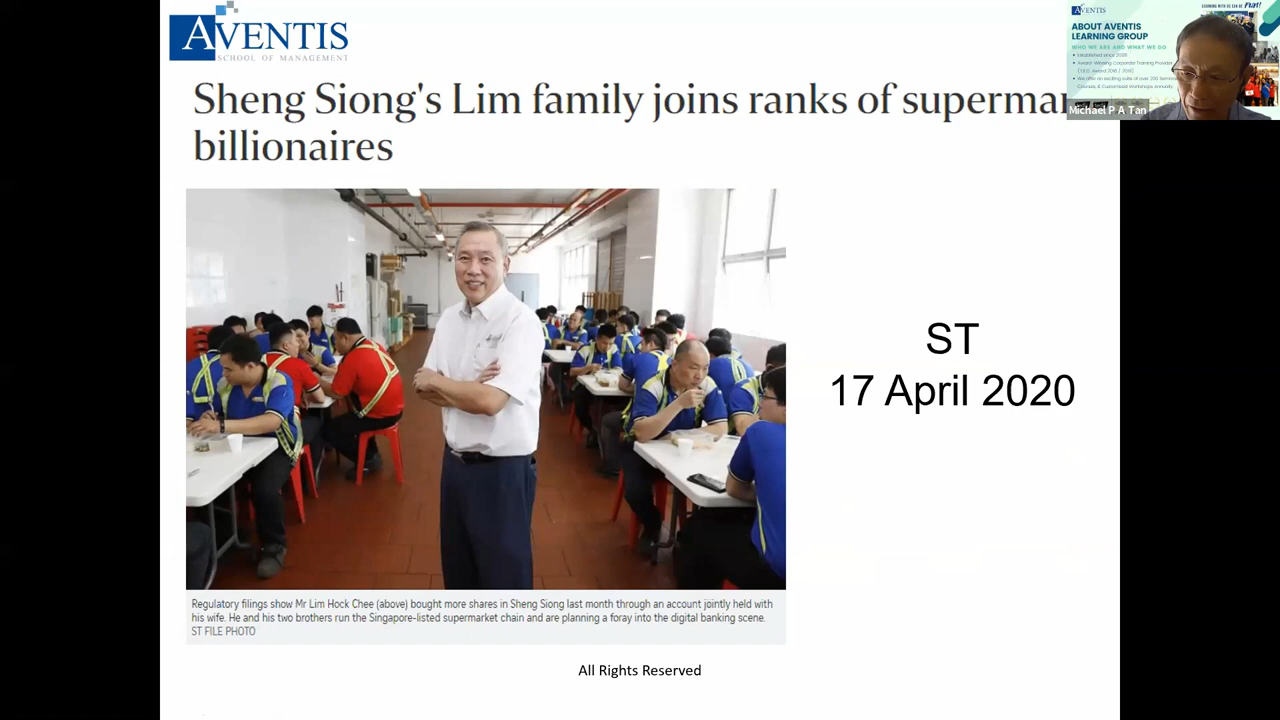 AVENTIS
SCHOOL OF MANAGEMENT
Sheng Siong's Lim family joins ranks of superma
billionaires
ST
17 April 2020
Regulatory filings show Mr Lim Hock Chee (above) bought more shares in Sheng Siong last month through an account jointly held with
his wife. He and his two brothers run the Singapore-listed supermarket chain and are planning a foray into the digital banking scene.
ST FILE PHOTO
All Rights Reserved
AVENTIS
ABOUT AVENTIS
LEARNING GROUP
WHO WE ARE AND WHAT WE DO
Michael P A Tan